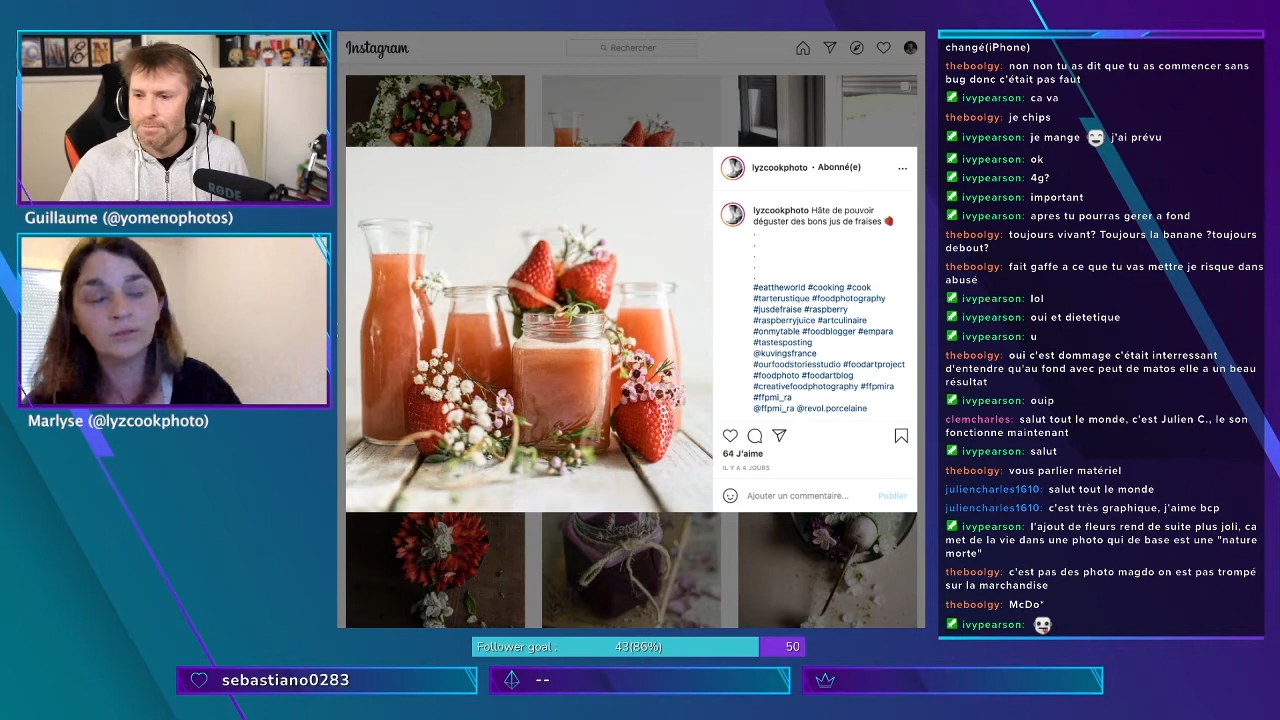 Guillaume (@yomenophotos)
Marlyse (@lyzcookphoto)
RØDE
Instagram
Rechercher
lyzcookphoto • Abonné(e)
lyzcookphoto Hâte de pouvoir
déguster des bons jus de fraises 🍓
.
.
.
.
.
#eattheworld #cooking #cook
#tarterustique #foodphotography
#jusdefraise #raspberry
#raspberryjuice #artculinaire
#onmytable #foodblogger #empara
#tastesposting
@kuvingsfrance
#ourfoodstoriesstudio #foodartproject
#foodphoto #foodartblog
#creativefoodphotography #ffpmira
#ffpmi_ra
@ffpmi_ra @revol.porcelaine
64 J'aime
IL Y A 4 JOURS
Ajouter un commentaire... Publier
changé(iPhone)
theboolgy: non non tu as dit que tu as commencer sans
bug donc c'était pas faut
ivypearson: ca va
theboolgy: je chips
ivypearson: je mange j'ai prévu
ivypearson: ok
ivypearson: 4g?
ivypearson: important
ivypearson: apres tu pourras gerer a fond
theboolgy: toujours vivant? Toujours la banane ?toujours
debout?
theboolgy: fait gaffe a ce que tu vas mettre je risque dans
abusé
ivypearson: lol
ivypearson: oui et dietetique
ivypearson: u
theboolgy: oui c'est dommage c'était interressant
d'entendre qu'au fond avec peut de matos elle a un beau
résultat
ivypearson: ouip
clemcharles: salut tout le monde, c'est Julien C., le son
fonctionne maintenant
ivypearson: salut
theboolgy: vous parlier matériel
juliencharles1610: salut tout le monde
juliencharles1610: c'est très graphique, j'aime bcp
ivypearson: l'ajout de fleurs rend de suite plus joli, ca
met de la vie dans une photo qui de base est une "nature
morte"
theboolgy: c'est pas des photo magdo on est pas trompé
sur la marchandise
theboolgy: McDo*
ivypearson:
Follower goal : 43(86%) 50
sebastiano0283
--